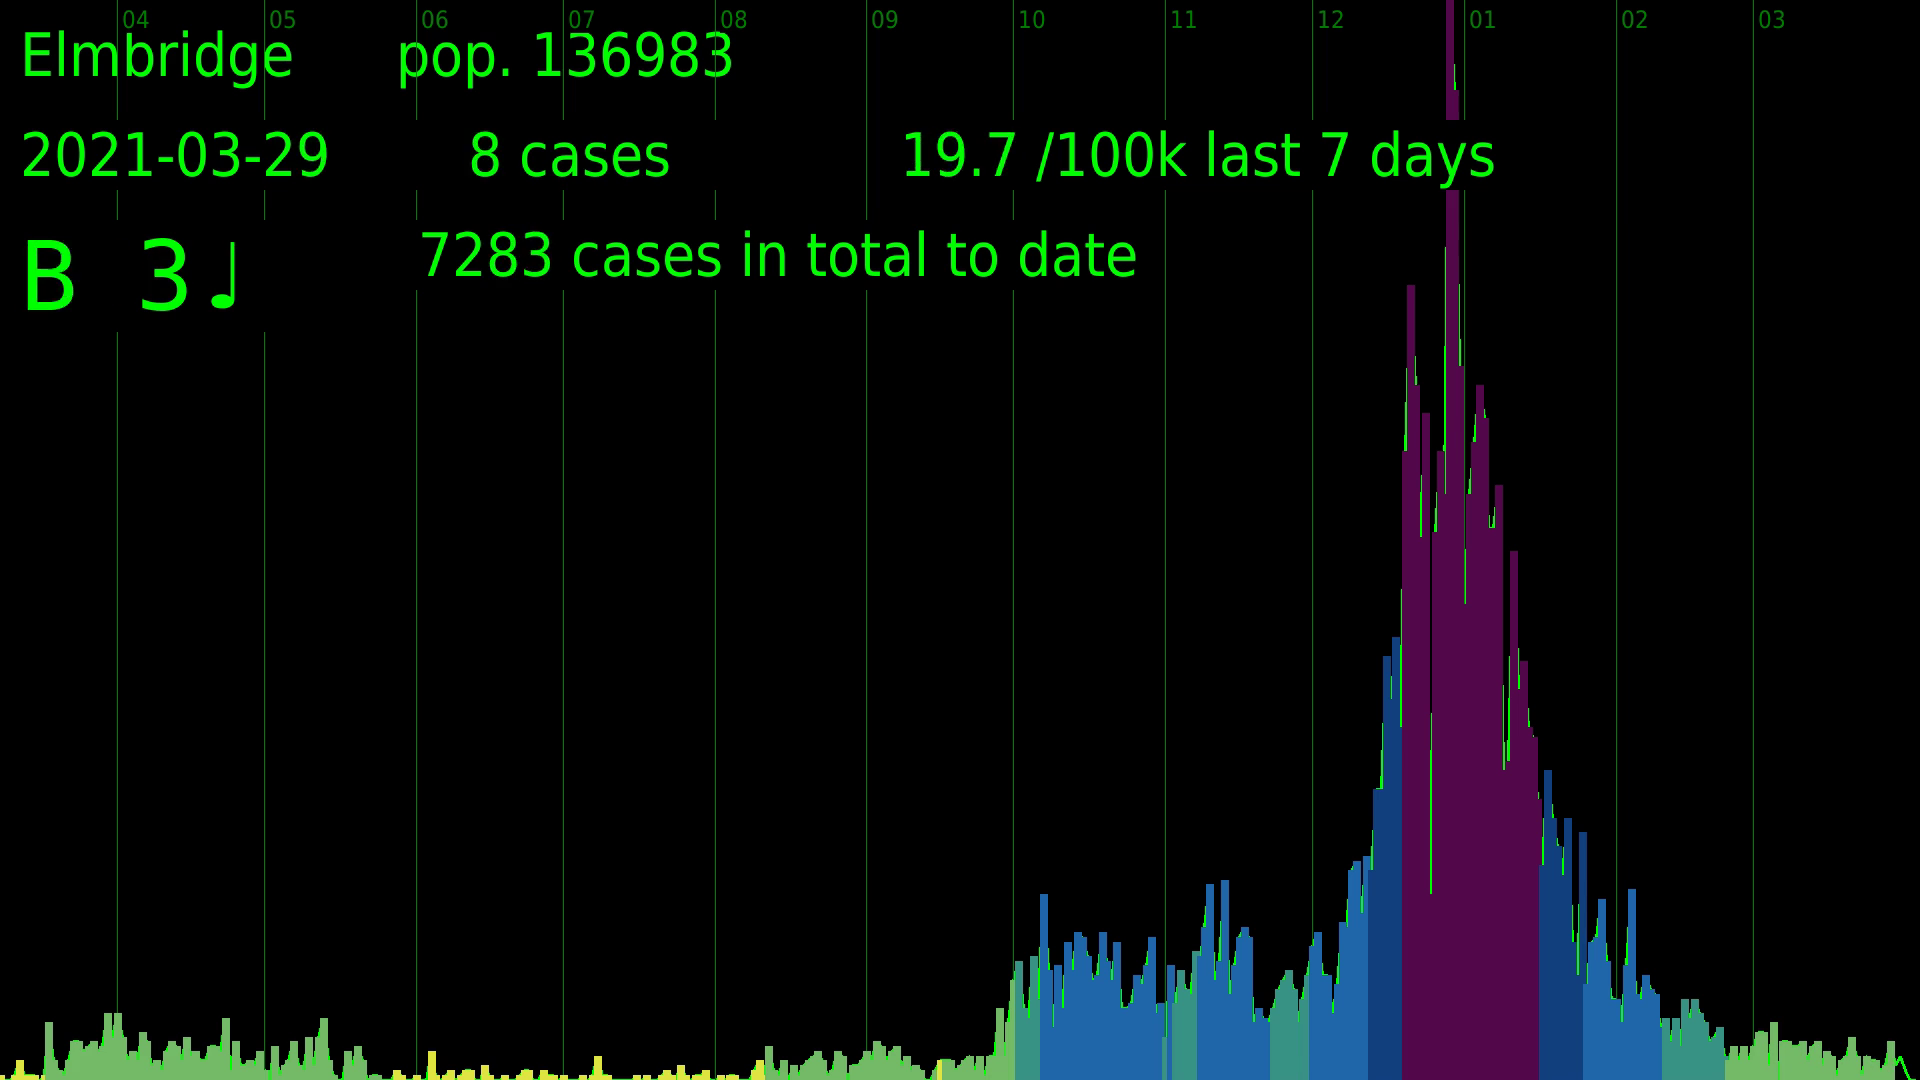 04 05 06 07 08 09 10 11 12 01 02 03
Elmbridge pop. 136983
2021-03-29 8 cases 19.7 /100k last 7 days
B 3♩ 7283 cases in total to date